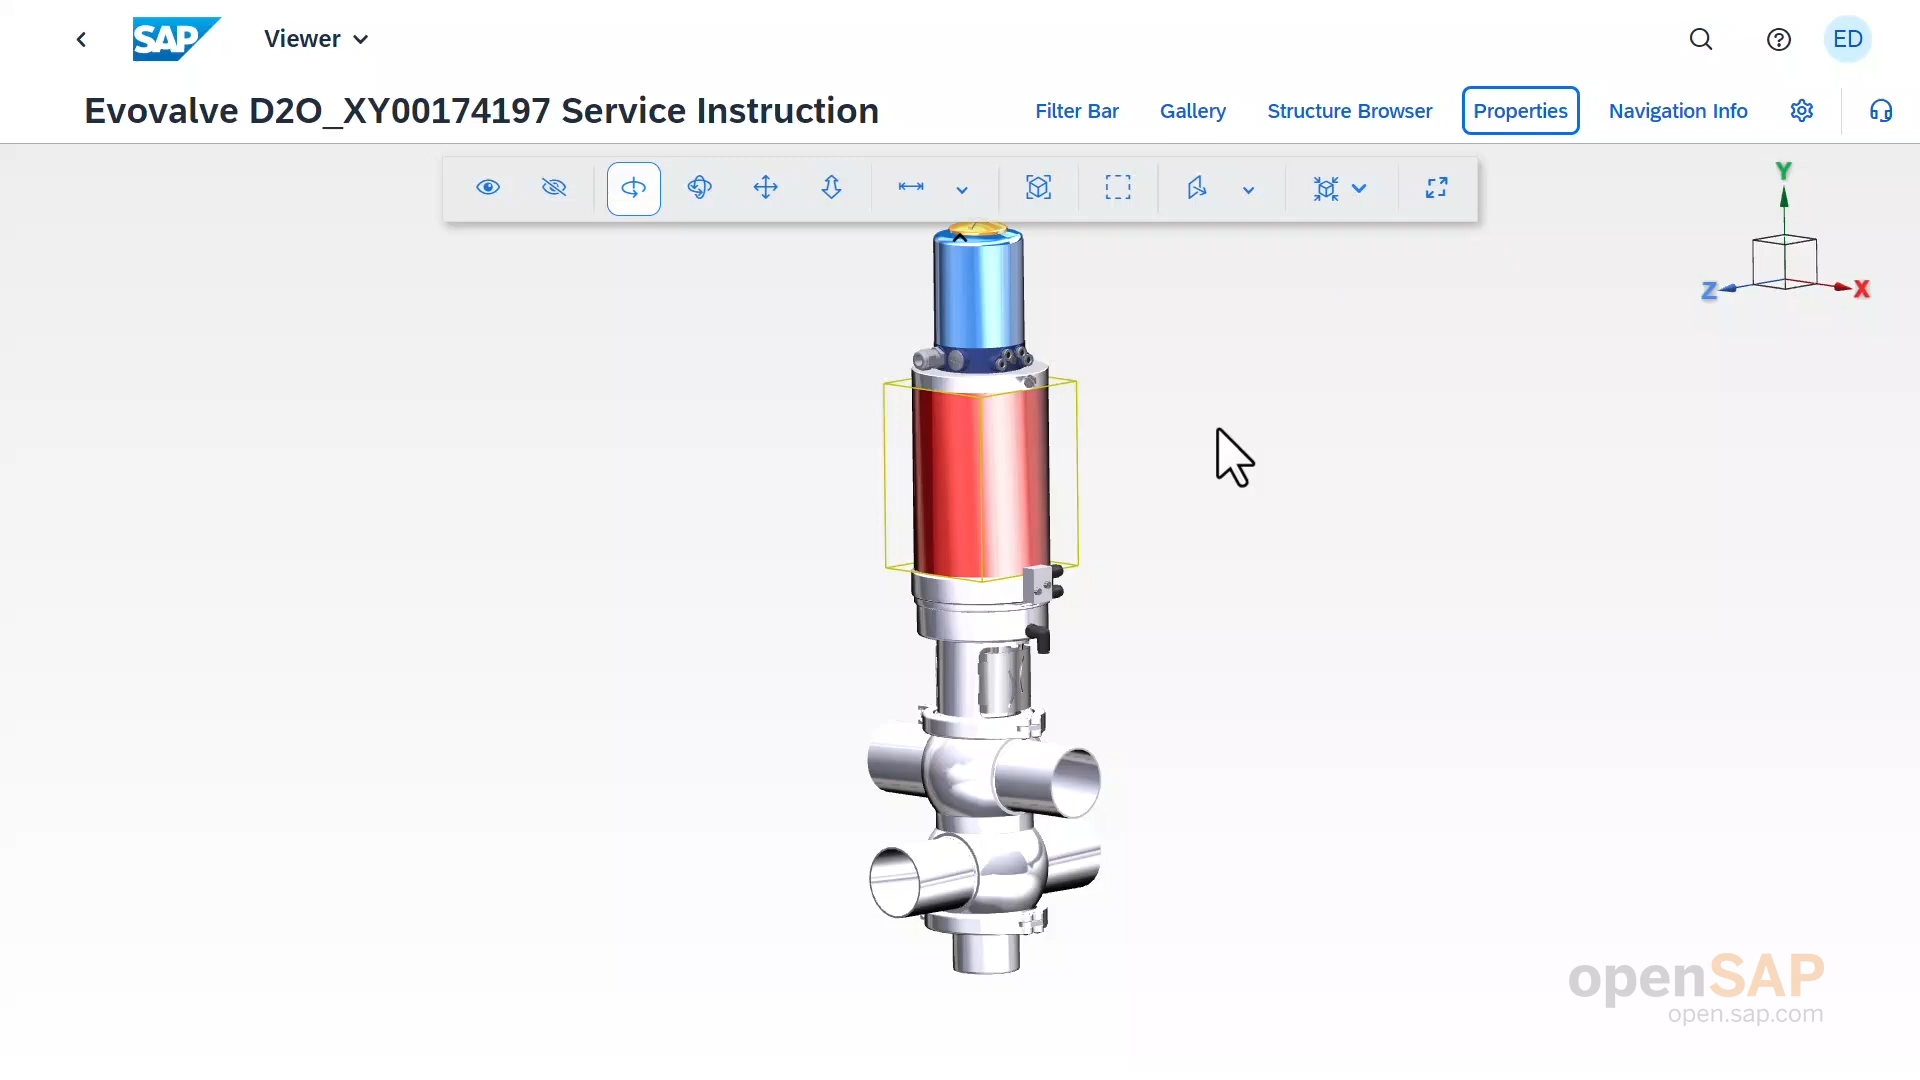 SAP
Viewer
ED
Evovalve D2O_XY00174197 Service Instruction
Filter Bar
Gallery
Structure Browser
Properties
Navigation Info
Y
Z
X
openSAP
open.sap.com